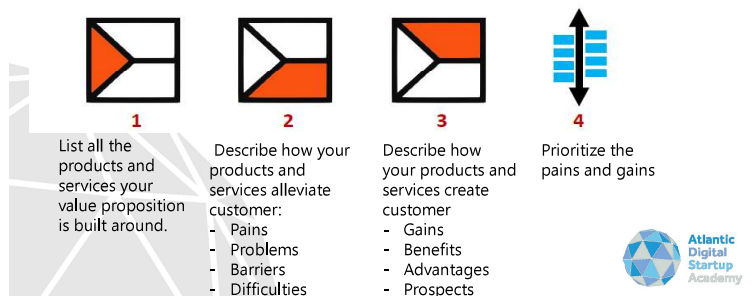 1
List all the
products and
services your
value proposition
is built around.
2
Describe how your
products and
services alleviate
customer:
- Pains
- Problems
- Barriers
- Difficulties
3
Describe how
your products and
services create
customer
- Gains
- Benefits
- Advantages
- Prospects
4
Prioritize the
pains and gains
Atlantic
Digital
Startup
Academy